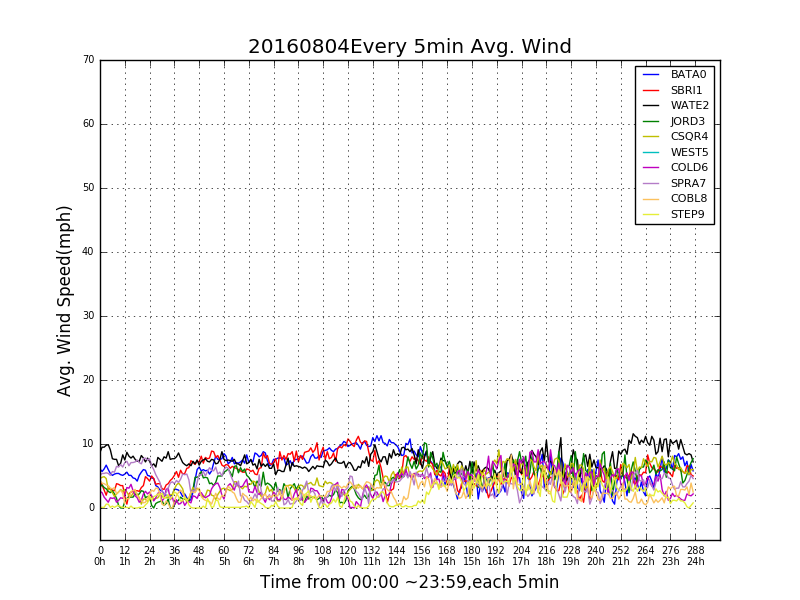 20160804Every 5min Avg. Wind
70
60
50
40
30
20
10
0
Avg. Wind Speed(mph)
BATA0
SBRI1
WATE2
JORD3
CSQR4
WEST5
COLD6
SPRA7
COBL8
STEP9
0 12 24 36 48 60 72 84 96 108 120 132 144 156 168 180 192 204 216 228 240 252 264 276 288
0h 1h 2h 3h 4h 5h 6h 7h 8h 9h 10h 11h 12h 13h 14h 15h 16h 17h 18h 19h 20h 21h 22h 23h 24h
Time from 00:00 ~23:59,each 5min